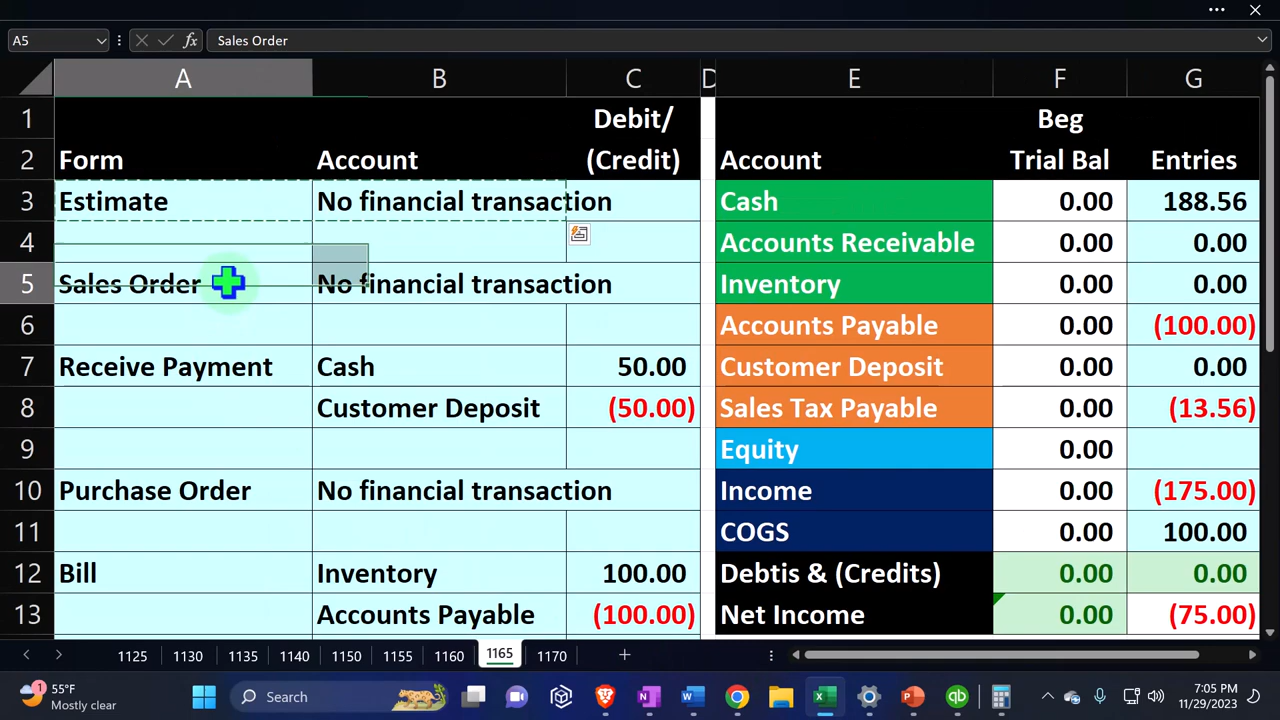 A5
fx
Sales Order
A B C D E F G
1 Debit/ Beg
2 Form Account (Credit) Account Trial Bal Entries
3 Estimate No financial transaction Cash 0.00 188.56
4 Accounts Receivable 0.00 0.00
5 Sales Order No financial transaction Inventory 0.00 0.00
6 Accounts Payable 0.00 (100.00)
7 Receive Payment Cash 50.00 Customer Deposit 0.00 0.00
8 Customer Deposit (50.00) Sales Tax Payable 0.00 (13.56)
9 Equity 0.00
10 Purchase Order No financial transaction Income 0.00 (175.00)
11 COGS 0.00 100.00
12 Bill Inventory 100.00 Debtis & (Credits) 0.00 0.00
13 Accounts Payable (100.00) Net Income 0.00 (75.00)
1125 1130 1135 1140 1150 1155 1160 1165 1170
1
55°F
Mostly clear
Search
7:05 PM
11/29/2023